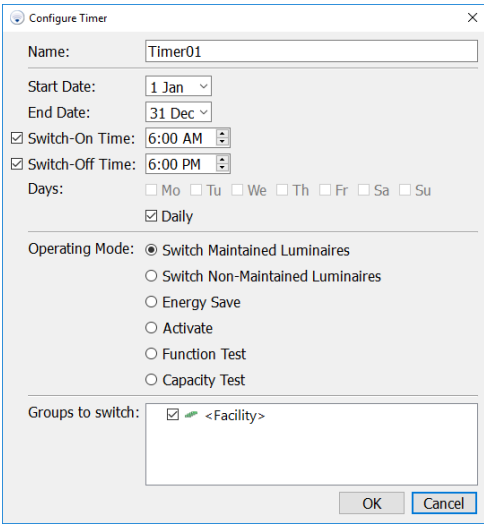 Configure Timer
Name: Timer01
Start Date: 1 Jan
End Date: 31 Dec
Switch-On Time: 6:00 AM
Switch-Off Time: 6:00 PM
Days: Mo Tu We Th Fr Sa Su
Daily
Operating Mode: Switch Maintained Luminaires
Switch Non-Maintained Luminaires
Energy Save
Activate
Function Test
Capacity Test
Groups to switch: <Facility>
OK Cancel